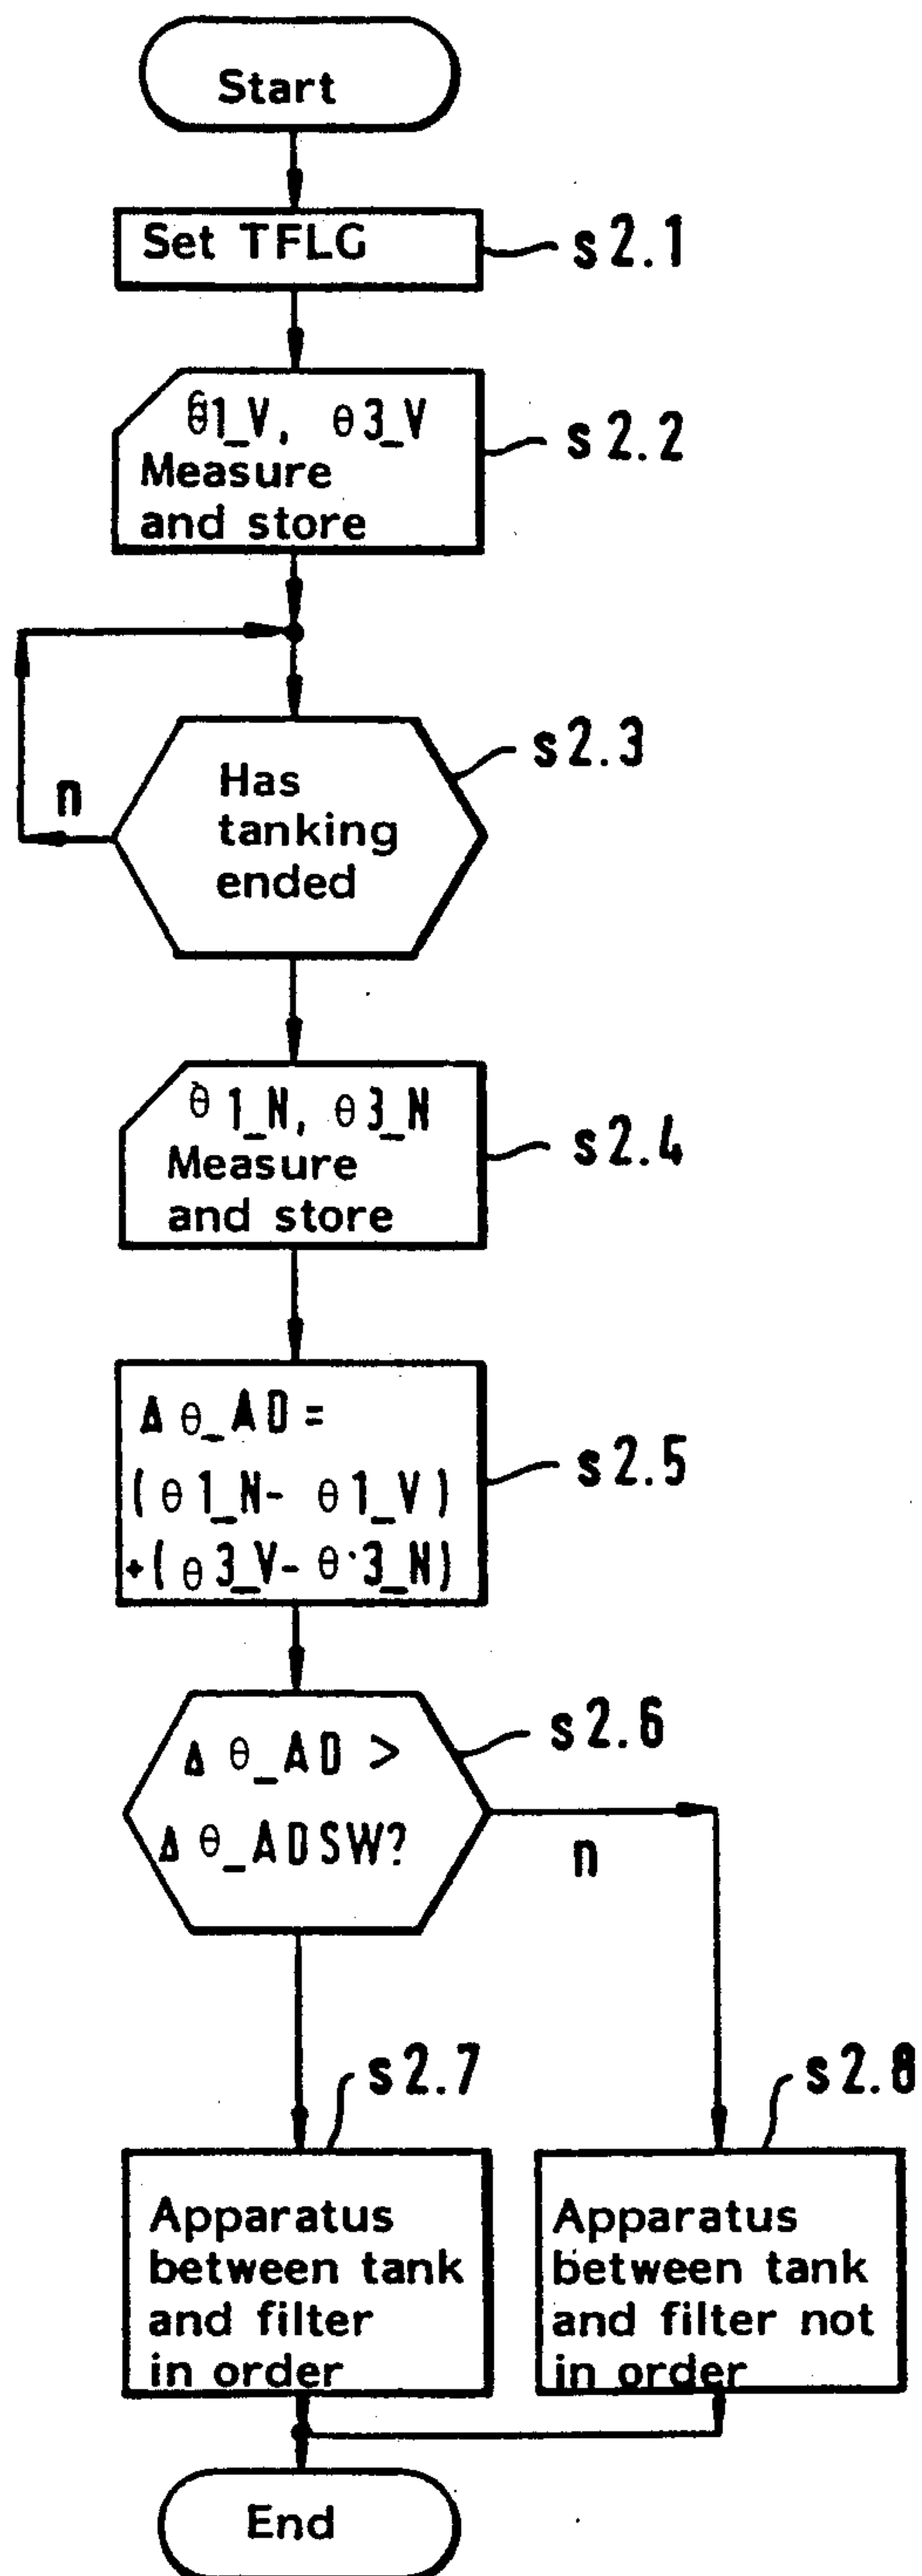 Start
Set TFLG
s2.1
θ1_V, θ3_V
Measure
and store
s2.2
Has
tanking
ended
s2.3
n
θ1_N, θ3_N
Measure
and store
s2.4
Δθ_AD =
(θ1_N- θ1_V)
+(θ3_V- θ3_N)
s2.5
Δθ_AD >
Δθ_ADSW?
s2.6
n
s2.7
Apparatus
between tank
and filter
in order
s2.8
Apparatus
between tank
and filter not
in order
End